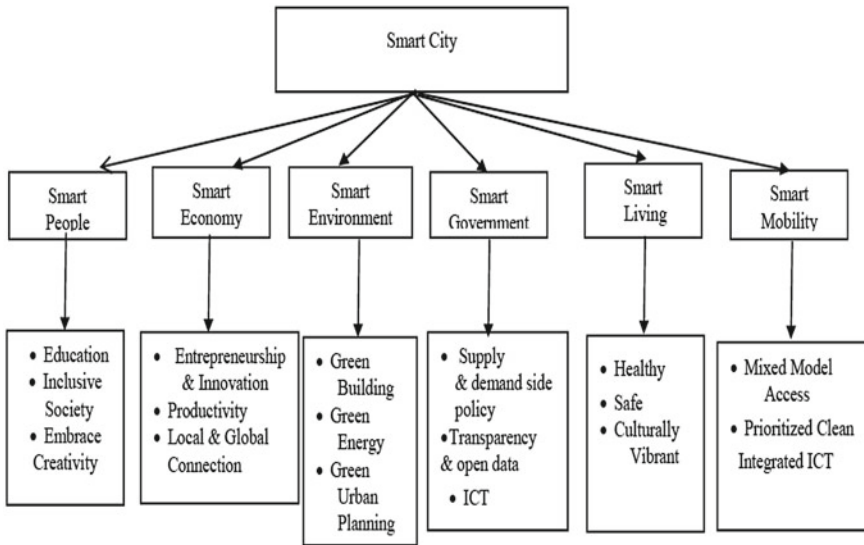 Smart City
Smart
People
Smart
Economy
Smart
Environment
Smart
Government
Smart
Living
Smart
Mobility
• Education
• Inclusive
Society
• Embrace
Creativity
• Entrepreneurship
& Innovation
• Productivity
• Local & Global
Connection
• Green
Building
• Green
Energy
• Green
Urban
Planning
• Supply
& demand side
policy
•Transparency
& open data
• ICT
• Healthy
• Safe
• Culturally
Vibrant
• Mixed Model
Access
• Prioritized Clean
Integrated ICT